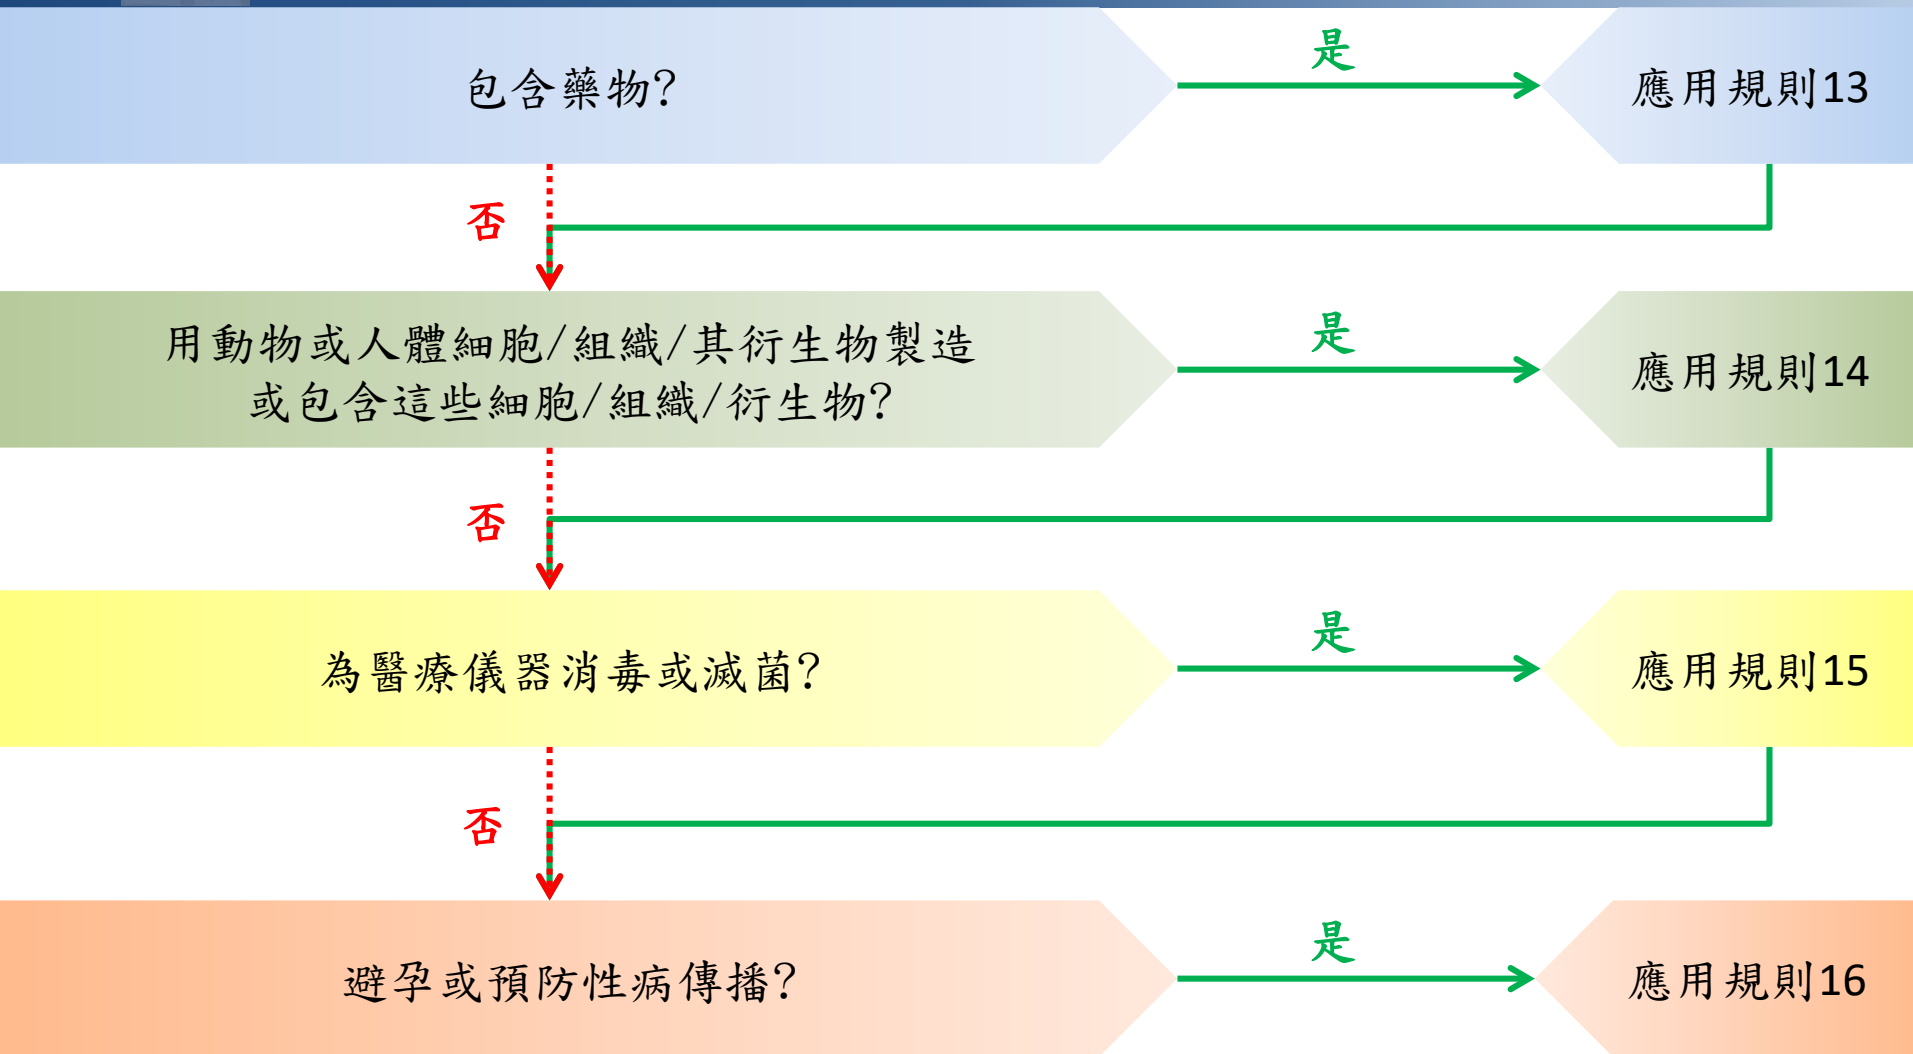 包含藥物?
是
應用規則13
否
用動物或人體細胞/組織/其衍生物製造
或包含這些細胞/組織/衍生物?
是
應用規則14
否
為醫療儀器消毒或滅菌?
是
應用規則15
否
避孕或預防性病傳播?
是
應用規則16